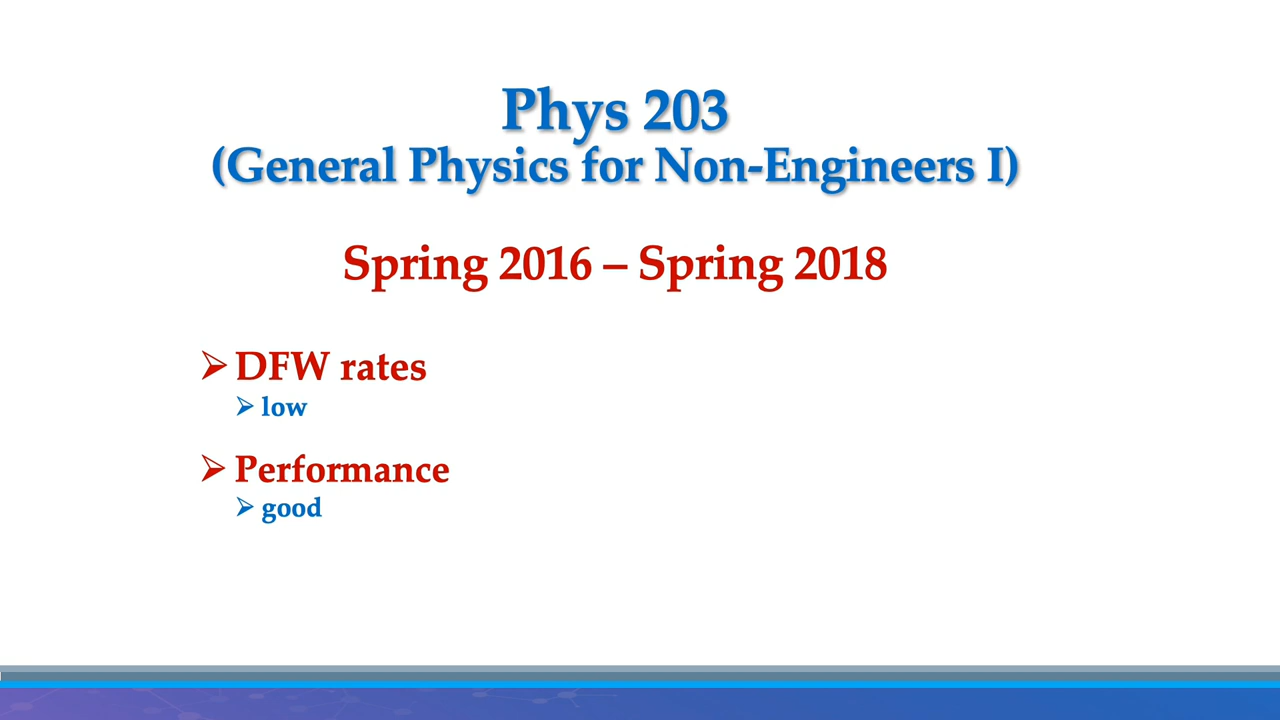 Phys 203
(General Physics for Non-Engineers I)
Spring 2016 – Spring 2018
DFW rates
low
Performance
good